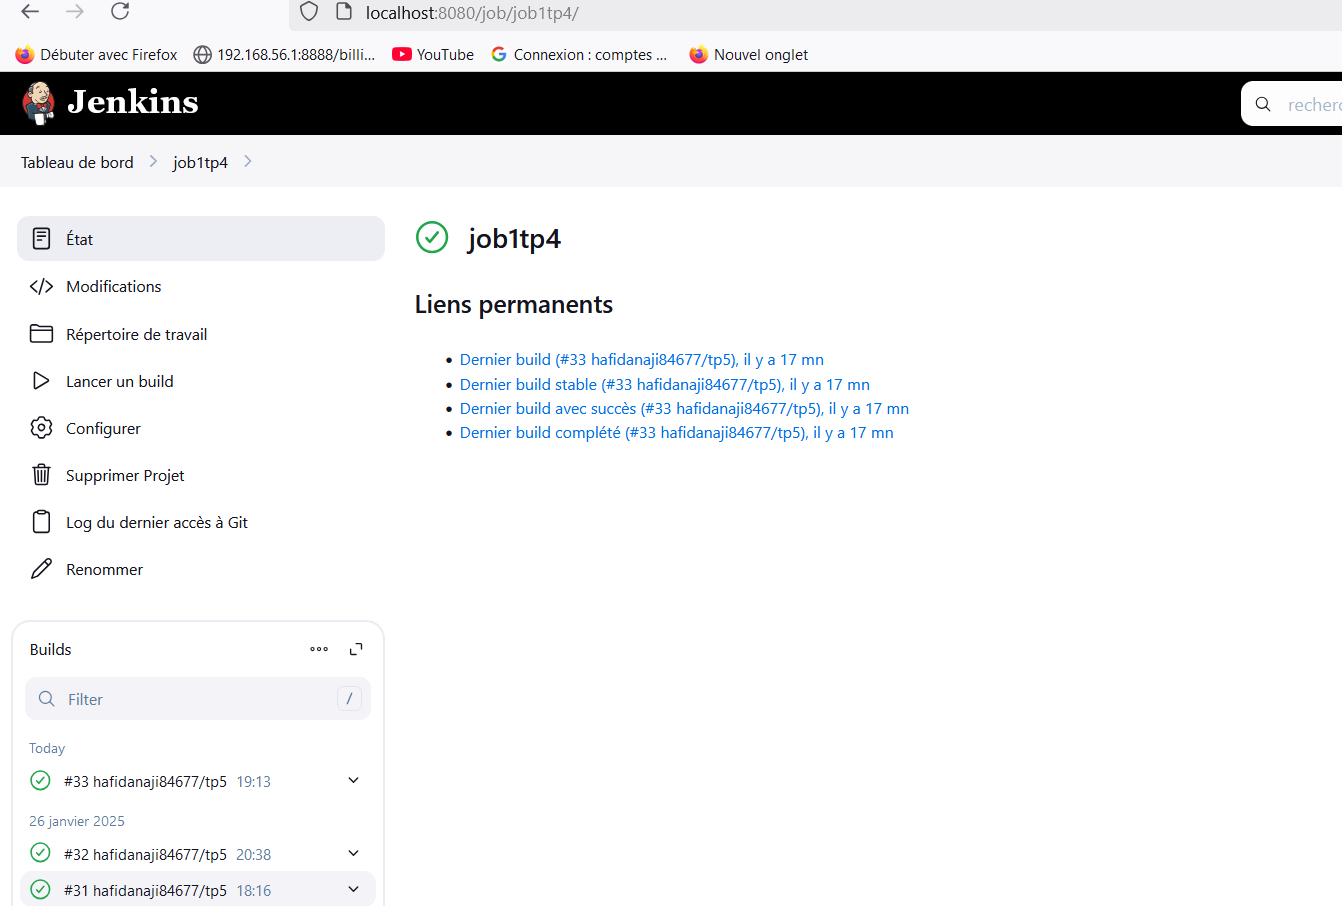 localhost:8080/job/job1tp4/
Débuter avec Firefox 192.168.56.1:8888/billi... YouTube Connexion : comptes ... Nouvel onglet
Jenkins
Tableau de bord job1tp4
État
Modifications
Répertoire de travail
Lancer un build
Configurer
Supprimer Projet
Log du dernier accès à Git
Renommer
job1tp4
Liens permanents
Dernier build (#33 hafidanaji84677/tp5), il y a 17 mn
Dernier build stable (#33 hafidanaji84677/tp5), il y a 17 mn
Dernier build avec succès (#33 hafidanaji84677/tp5), il y a 17 mn
Dernier build complété (#33 hafidanaji84677/tp5), il y a 17 mn
Builds
Filter /
Today
#33 hafidanaji84677/tp5 19:13
26 janvier 2025
#32 hafidanaji84677/tp5 20:38
#31 hafidanaji84677/tp5 18:16